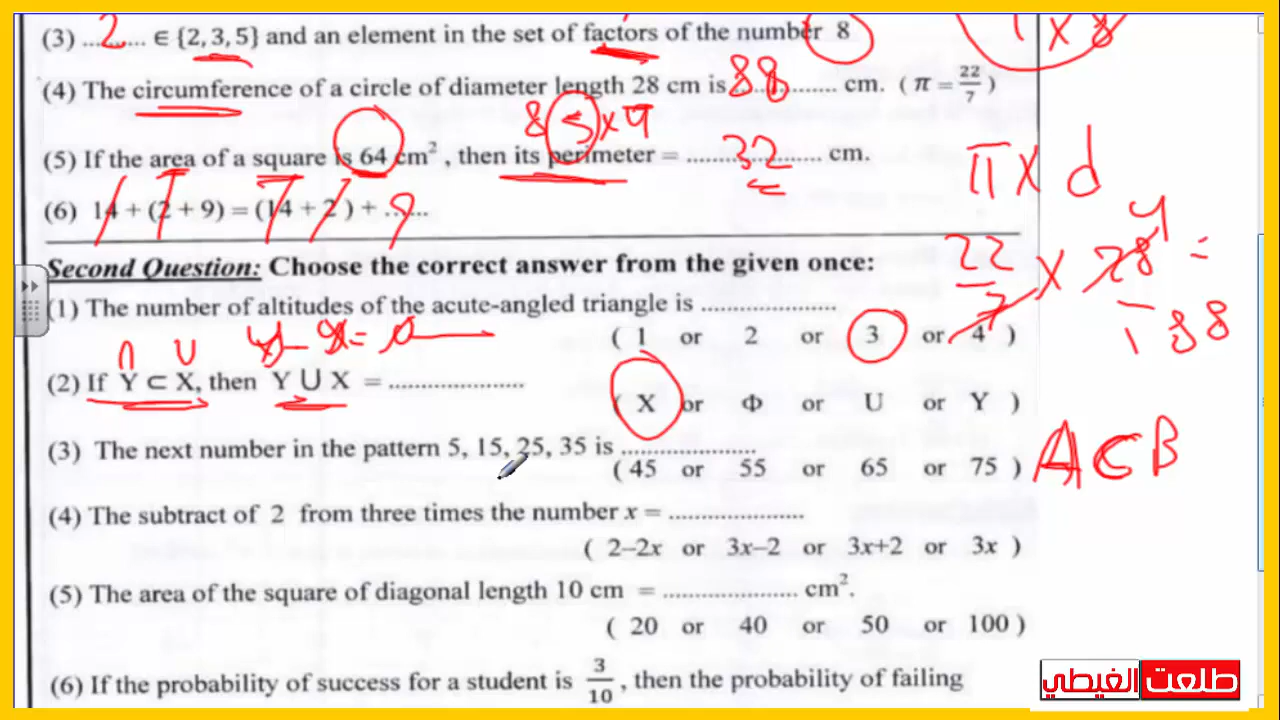 (3) ....2.... ∈ {2, 3, 5} and an element in the set of factors of the number 8
1 x 8
(4) The circumference of a circle of diameter length 28 cm is 88 ........... cm. ( π = 22/7 )
8 S x 4
π x d
(5) If the area of a square is 64 cm², then its perimeter = .......32....... cm.
(6) 14 + (2 + 9) = (14 + 2 ) + ..9....
22/7 x 28 =
4
88
Second Question: Choose the correct answer from the given once:
(1) The number of altitudes of the acute-angled triangle is ...................
( 1 or 2 or 3 or 4 )
∩ ∪
(2) If Y ⊂ X, then Y U X = ...................
( X or Φ or U or Y )
(3) The next number in the pattern 5, 15, 25, 35 is ...................
( 45 or 55 or 65 or 75 )
A ⊂ B
(4) The subtract of 2 from three times the number x = ...................
( 2–2x or 3x–2 or 3x+2 or 3x )
(5) The area of the square of diagonal length 10 cm = ................... cm².
( 20 or 40 or 50 or 100 )
(6) If the probability of success for a student is 3/10, then the probability of failing
طلعت الغيطي